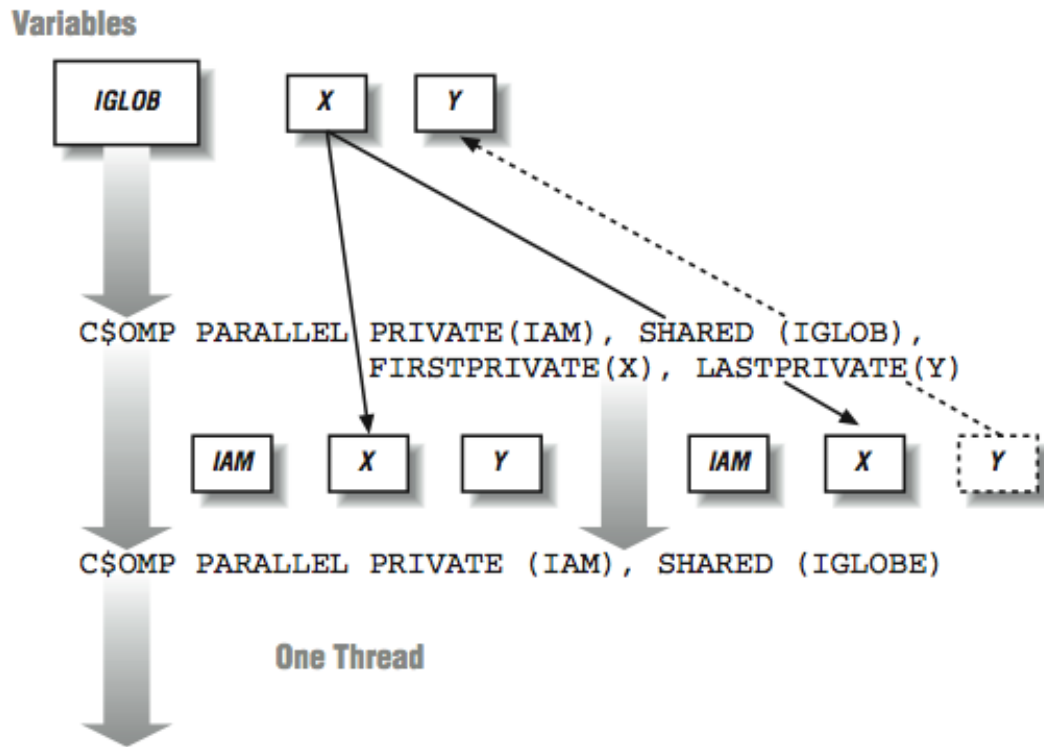 Variables
IGLOB X Y
C$OMP PARALLEL PRIVATE(IAM), SHARED (IGLOB),
FIRSTPRIVATE(X), LASTPRIVATE(Y)
IAM X Y IAM X Y
C$OMP PARALLEL PRIVATE (IAM), SHARED (IGLOBE)
One Thread